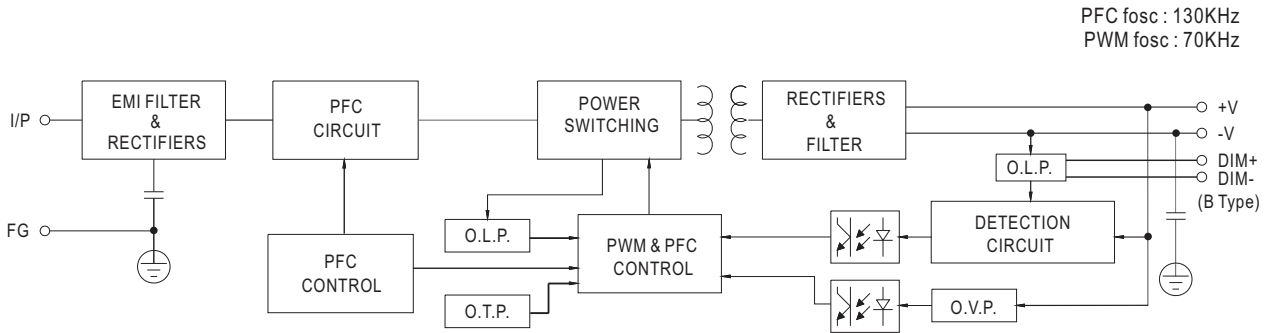 PFC fosc : 130KHz
PWM fosc : 70KHz
I/P
EMI FILTER
&
RECTIFIERS
PFC
CIRCUIT
POWER
SWITCHING
RECTIFIERS
&
FILTER
+V
-V
O.L.P.
DIM+
DIM-
(B Type)
FG
PFC
CONTROL
O.L.P.
O.T.P.
PWM & PFC
CONTROL
DETECTION
CIRCUIT
O.V.P.